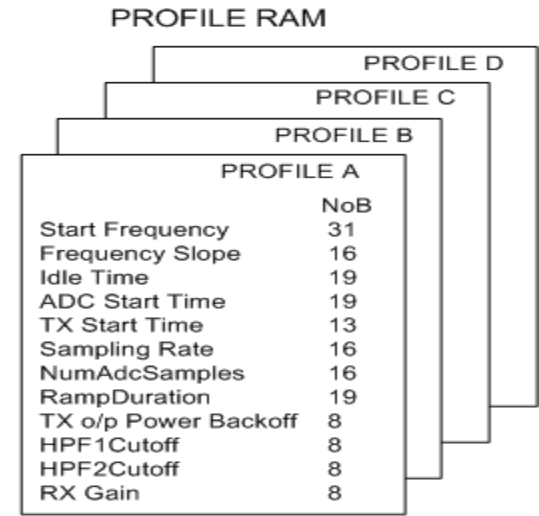 PROFILE RAM
PROFILE D
PROFILE C
PROFILE B
PROFILE A
NoB
Start Frequency 31
Frequency Slope 16
Idle Time 19
ADC Start Time 19
TX Start Time 13
Sampling Rate 16
NumAdcSamples 16
RampDuration 19
TX o/p Power Backoff 8
HPF1Cutoff 8
HPF2Cutoff 8
RX Gain 8